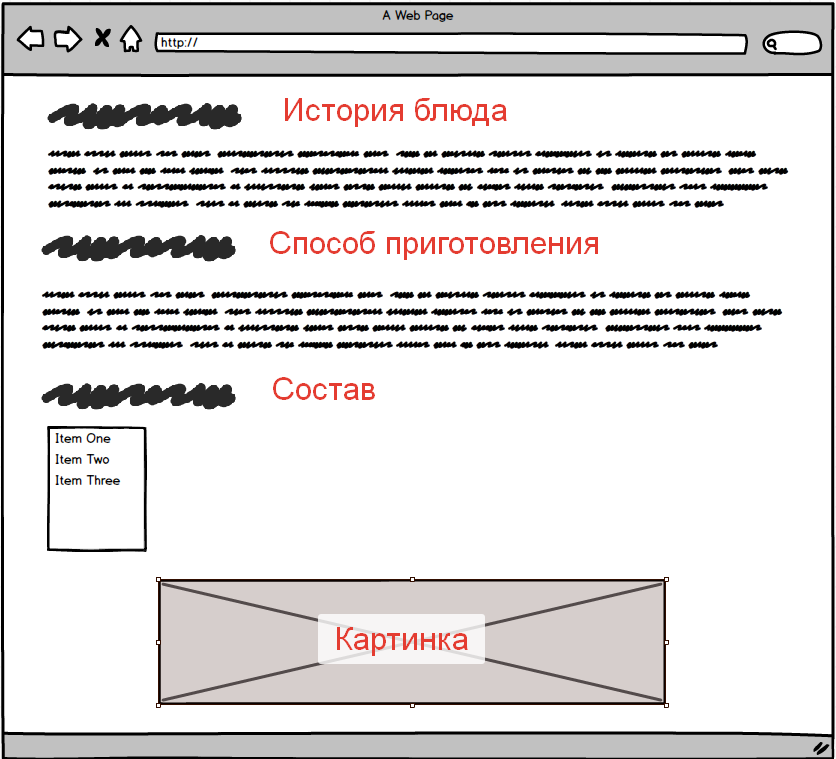 A Web Page
http://
История блюда
Способ приготовления
Состав
Item One
Item Two
Item Three
Картинка